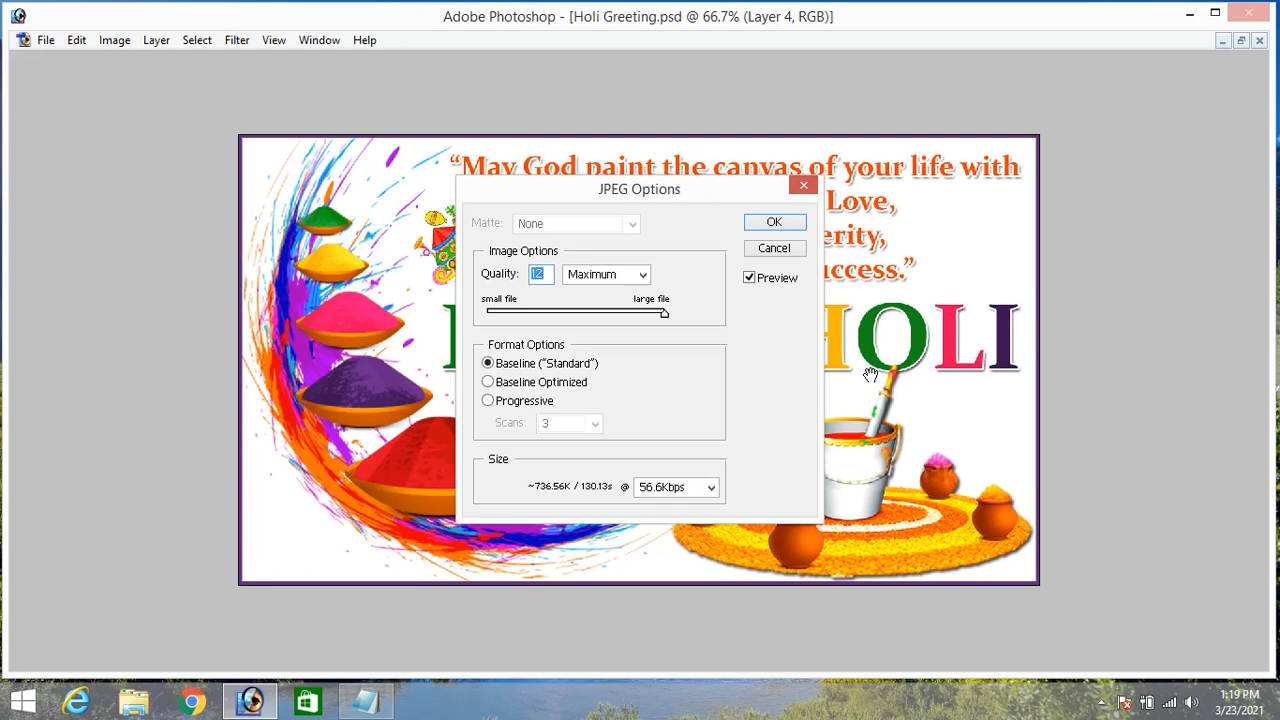 Adobe Photoshop - [Holi Greeting.psd @ 66.7% (Layer 4, RGB)]
File Edit Image Layer Select Filter View Window Help
“May God paint the canvas of your life with
Love,
erity,
uccess.”
HOLI
JPEG Options
Matte: None
OK
Image Options
Cancel
Quality: 12 Maximum
Preview
small file large file
Format Options
Baseline (“Standard”)
Baseline Optimized
Progressive
Scans: 3
Size
~736.56K / 130.13s @ 56.6Kbps
1:19 PM
3/23/2021